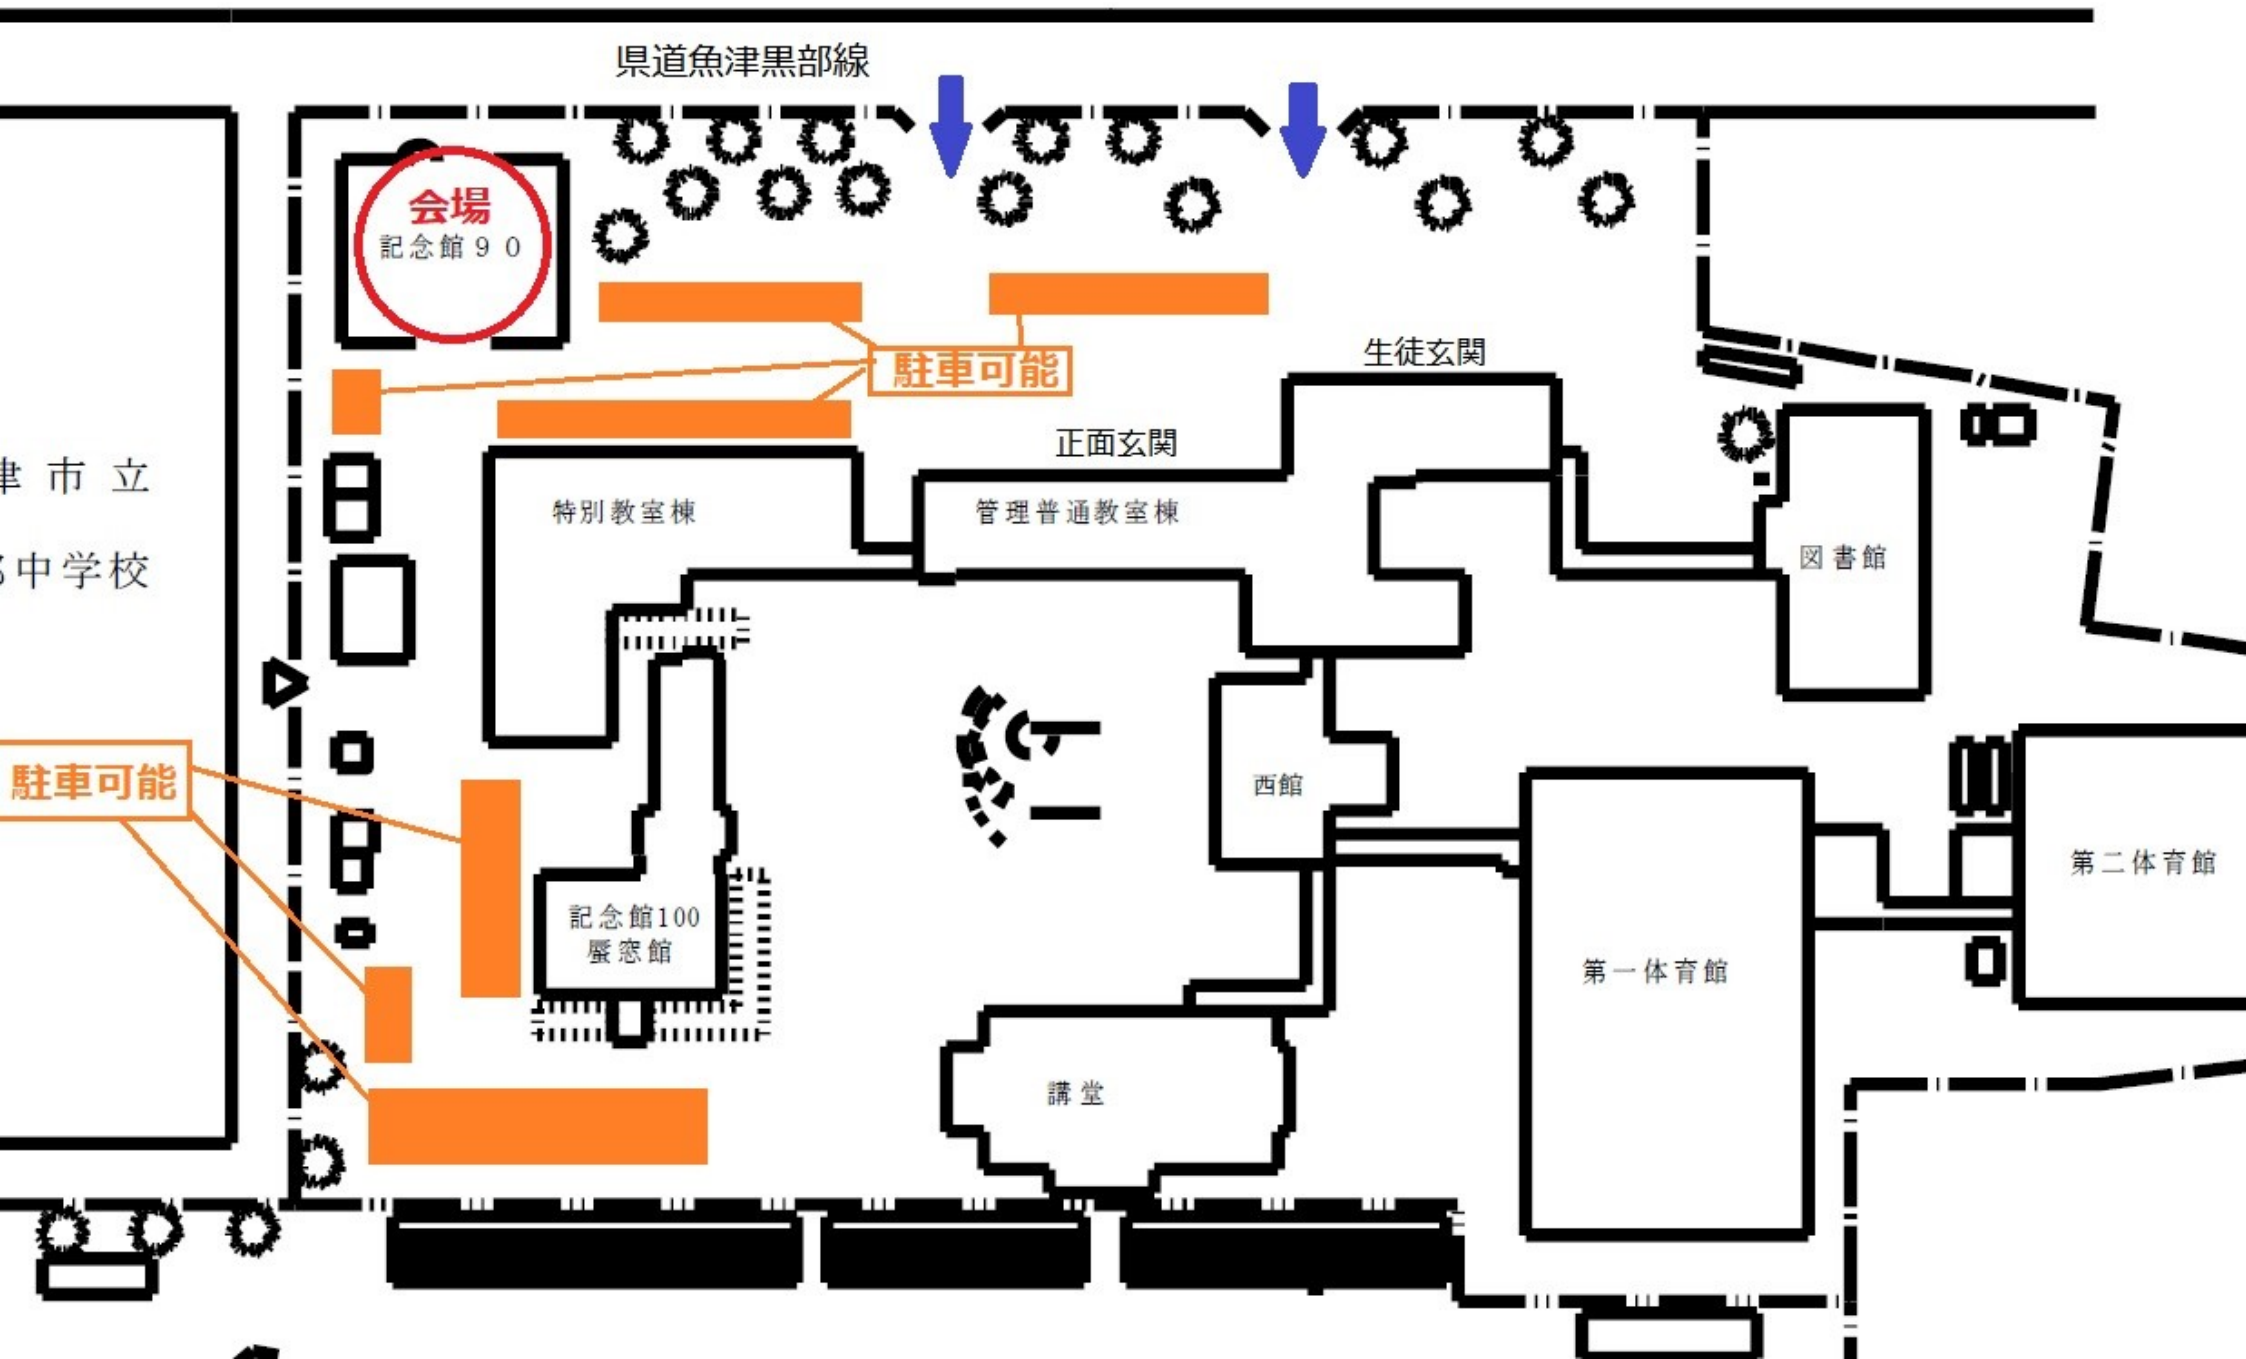 県道魚津黒部線
会場
記念館90
駐車可能
生徒玄関
正面玄関
津市立
中学校
特別教室棟
管理普通教室棟
図書館
駐車可能
西館
第二体育館
記念館100
蜃窓館
第一体育館
講堂